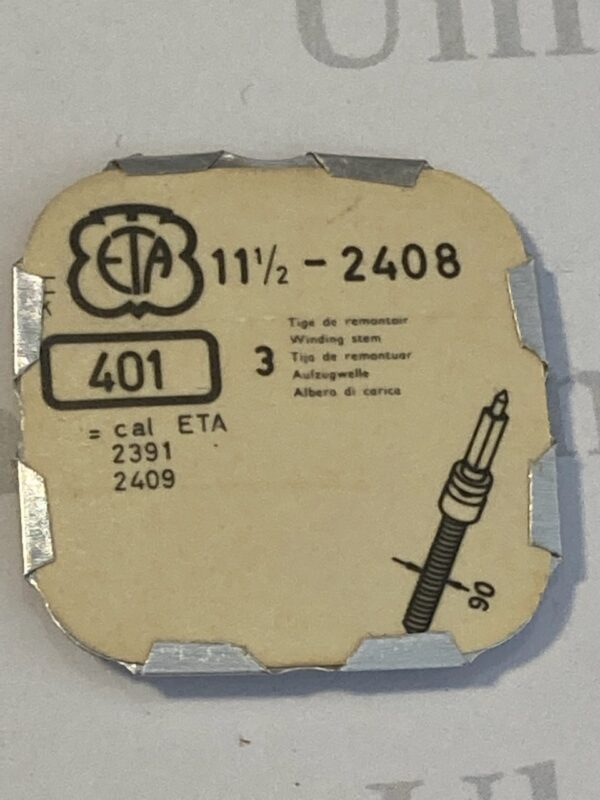 ETA
11½ - 2408
401
3
Tige de remontoir
Winding stem
Tija de remontuar
Aufzugwelle
Albero di carica
= cal ETA
2391
2409
90